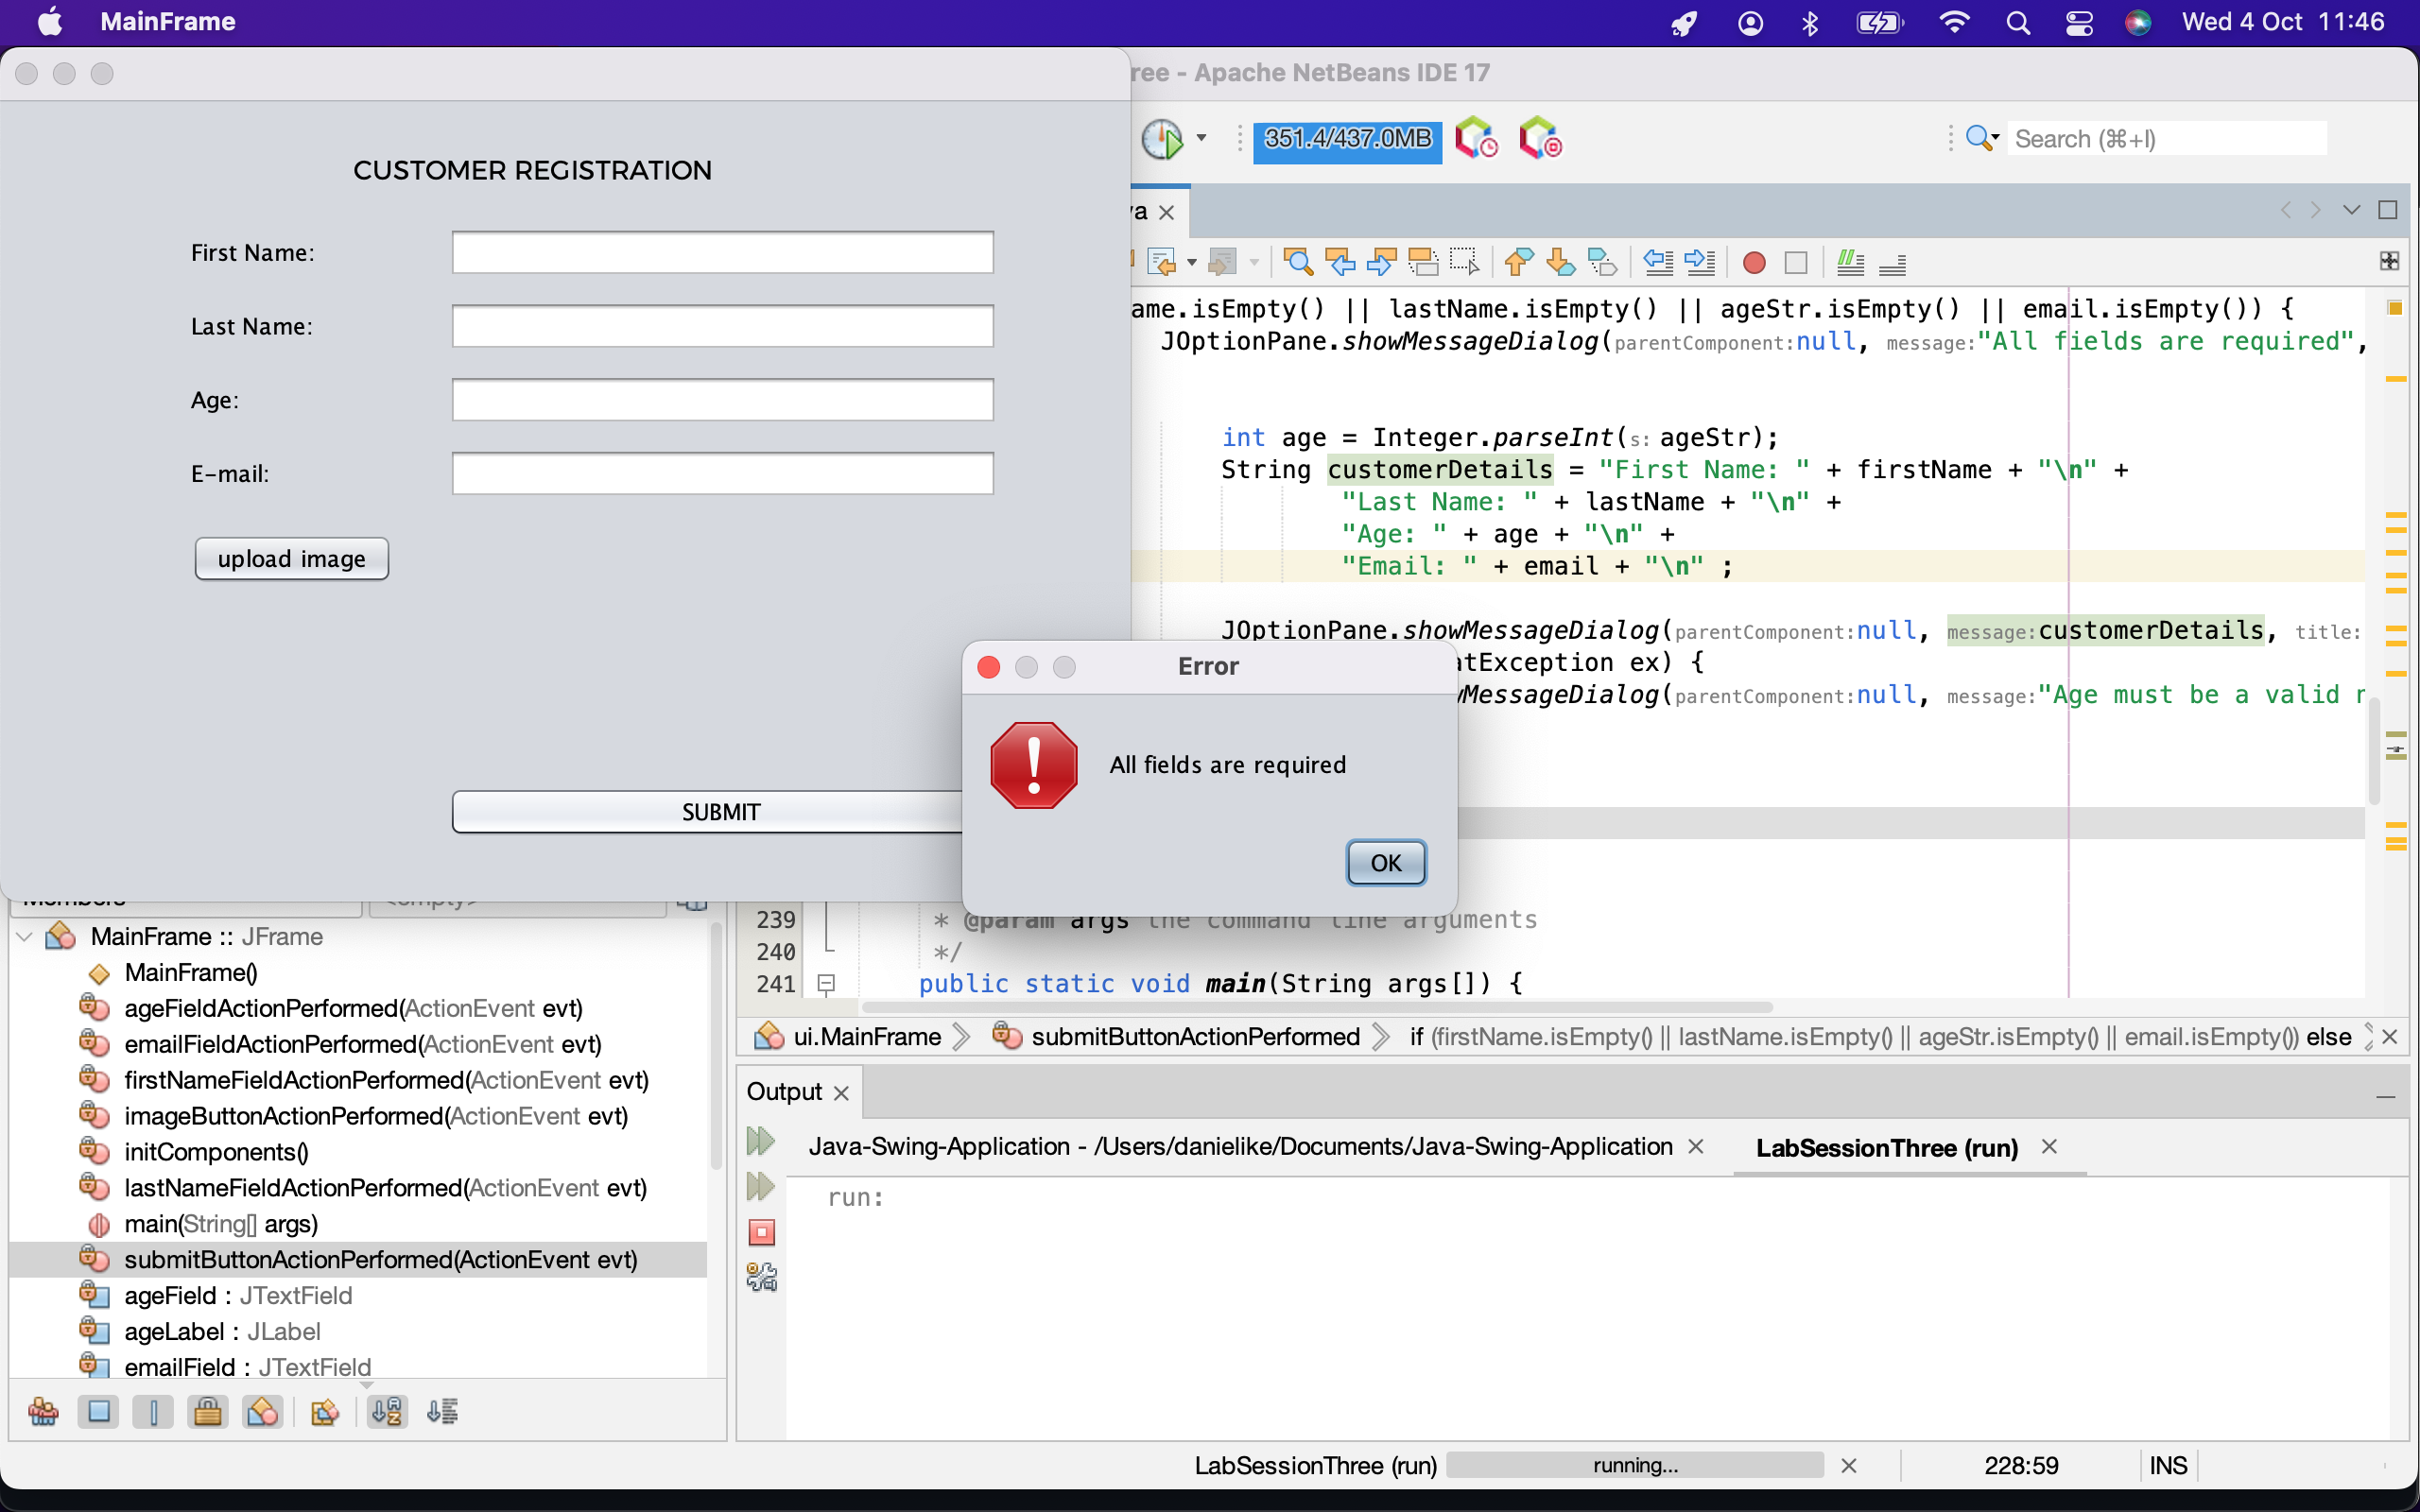 MainFrame
Wed 4 Oct 11:46
ree - Apache NetBeans IDE 17
351.4/437.0MB
Search (⌘+I)
CUSTOMER REGISTRATION
First Name:
Last Name:
Age:
E-mail:
upload image
SUBMIT
va
ame.isEmpty() || lastName.isEmpty() || ageStr.isEmpty() || email.isEmpty()) {
JOptionPane.showMessageDialog(parentComponent:null, message:"All fields are required",
int age = Integer.parseInt(s:ageStr);
String customerDetails = "First Name: " + firstName + "\n" +
"Last Name: " + lastName + "\n" +
"Age: " + age + "\n" +
"Email: " + email + "\n" ;
JOptionPane.showMessageDialog(parentComponent:null, message:customerDetails, title:
atException ex) {
MessageDialog(parentComponent:null, message:"Age must be a valid
Error
All fields are required
OK
Members
<empty>
MainFrame :: JFrame
MainFrame()
ageFieldActionPerformed(ActionEvent evt)
emailFieldActionPerformed(ActionEvent evt)
firstNameFieldActionPerformed(ActionEvent evt)
imageButtonActionPerformed(ActionEvent evt)
initComponents()
lastNameFieldActionPerformed(ActionEvent evt)
main(String[] args)
submitButtonActionPerformed(ActionEvent evt)
ageField : JTextField
ageLabel : JLabel
emailField : JTextField
239 * @param args the command line arguments
240 */
241 public static void main(String args[]) {
ui.MainFrame submitButtonActionPerformed if (firstName.isEmpty() || lastName.isEmpty() || ageStr.isEmpty() || email.isEmpty()) else
Output
Java-Swing-Application - /Users/danielike/Documents/Java-Swing-Application
LabSessionThree (run)
run:
LabSessionThree (run)
running...
228:59
INS